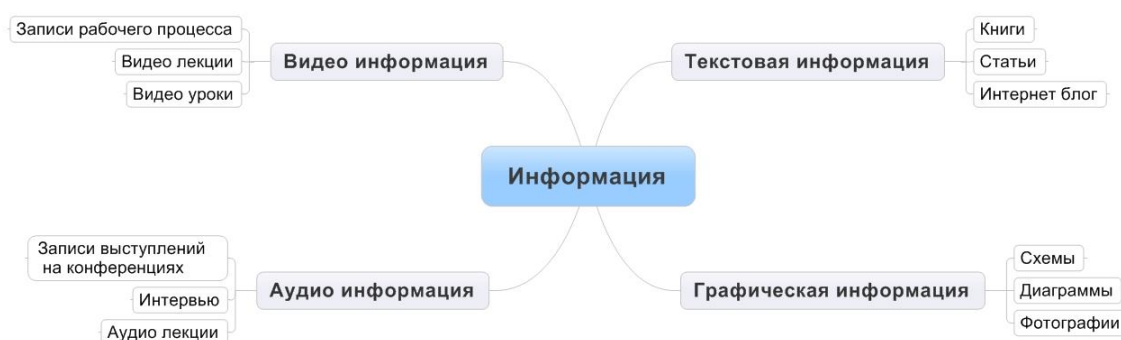 Записи рабочего процесса
Видео лекции
Видео уроки
Видео информация
Текстовая информация
Книги
Статьи
Интернет блог
Информация
Записи выступлений
на конференциях
Интервью
Аудио лекции
Аудио информация
Графическая информация
Схемы
Диаграммы
Фотографии